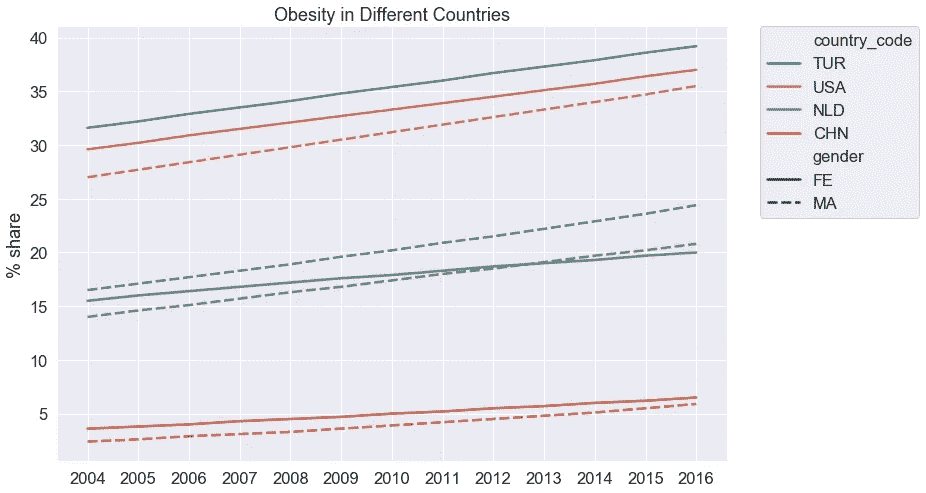 Obesity in Different Countries
% share
40
35
30
25
20
15
10
5
2004 2005 2006 2007 2008 2009 2010 2011 2012 2013 2014 2015 2016
country_code
TUR
USA
NLD
CHN
gender
FE
MA